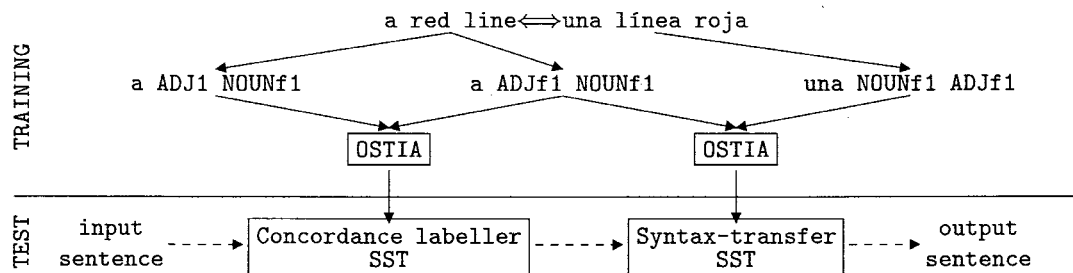 a red line⟺una línea roja
TRAINING
a ADJ1 NOUNf1 a ADJf1 NOUNf1 una NOUNf1 ADJf1
OSTIA OSTIA
TEST
input Concordance labeller Syntax-transfer output
sentence SST SST sentence